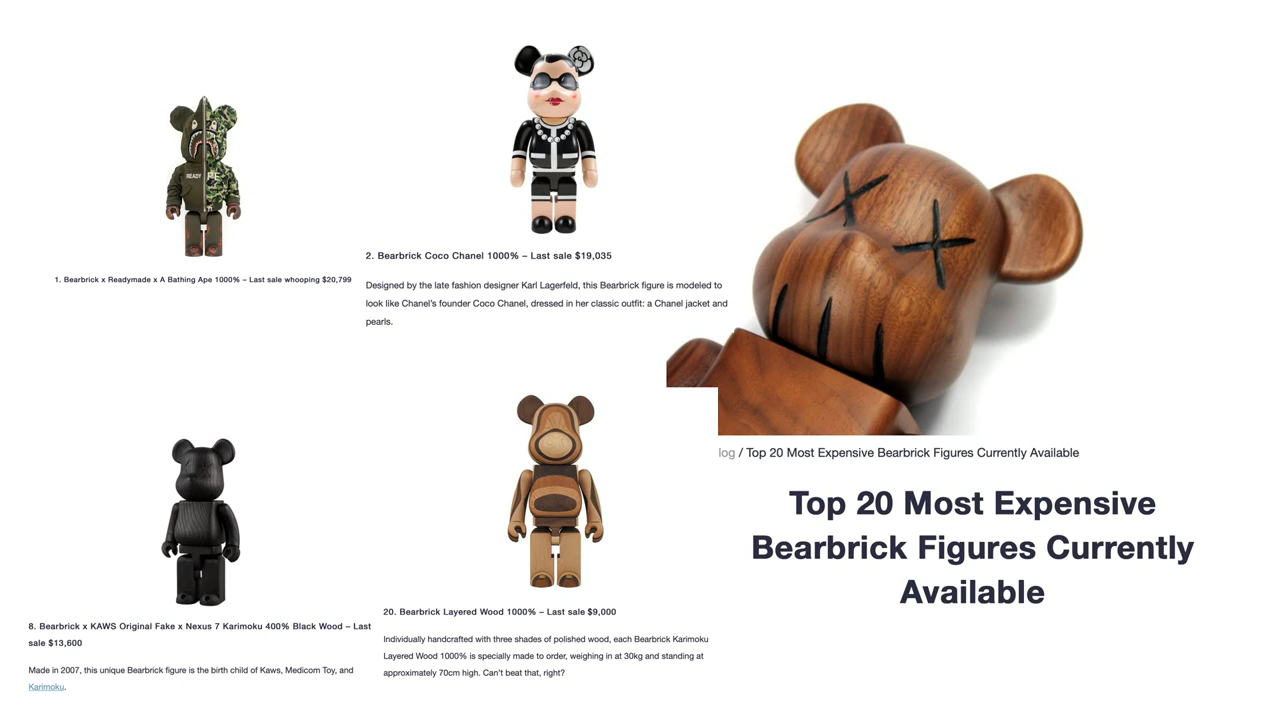 READY PE
1. Bearbrick x Readymade x A Bathing Ape 1000% – Last sale whooping $20,799
2. Bearbrick Coco Chanel 1000% – Last sale $19,035
Designed by the late fashion designer Karl Lagerfeld, this Bearbrick figure is modeled to
look like Chanel's founder Coco Chanel, dressed in her classic outfit: a Chanel jacket and
pearls.
8. Bearbrick x KAWS Original Fake x Nexus 7 Karimoku 400% Black Wood – Last
sale $13,600
Made in 2007, this unique Bearbrick figure is the birth child of Kaws, Medicom Toy, and
Karimoku.
20. Bearbrick Layered Wood 1000% – Last sale $9,000
Individually handcrafted with three shades of polished wood, each Bearbrick Karimoku
Layered Wood 1000% is specially made to order, weighing in at 30kg and standing at
approximately 70cm high. Can't beat that, right?
log / Top 20 Most Expensive Bearbrick Figures Currently Available
Top 20 Most Expensive
Bearbrick Figures Currently
Available